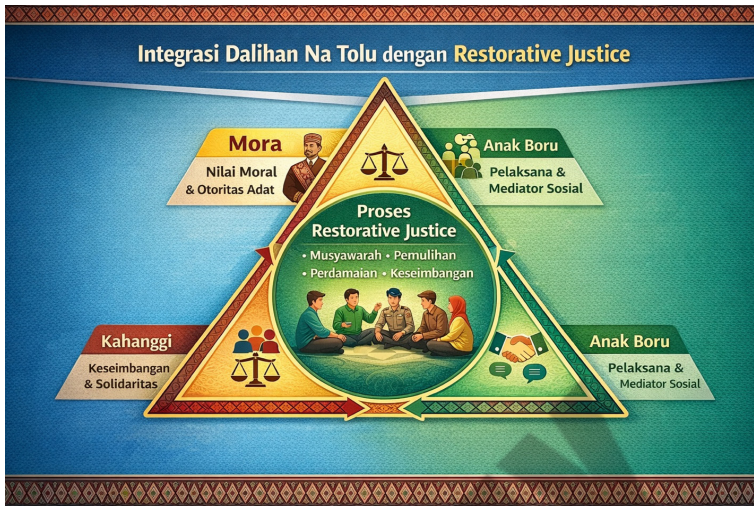 Integrasi Dalihan Na Tolu dengan Restorative Justice
Mora
Nilai Moral
& Otoritas Adat
Anak Boru
Pelaksana &
Mediator Sosial
Proses
Restorative Justice
• Musyawarah • Pemulihan
• Perdamaian • Keseimbangan
Kahanggi
Keseimbangan
& Solidaritas
Anak Boru
Pelaksana &
Mediator Sosial